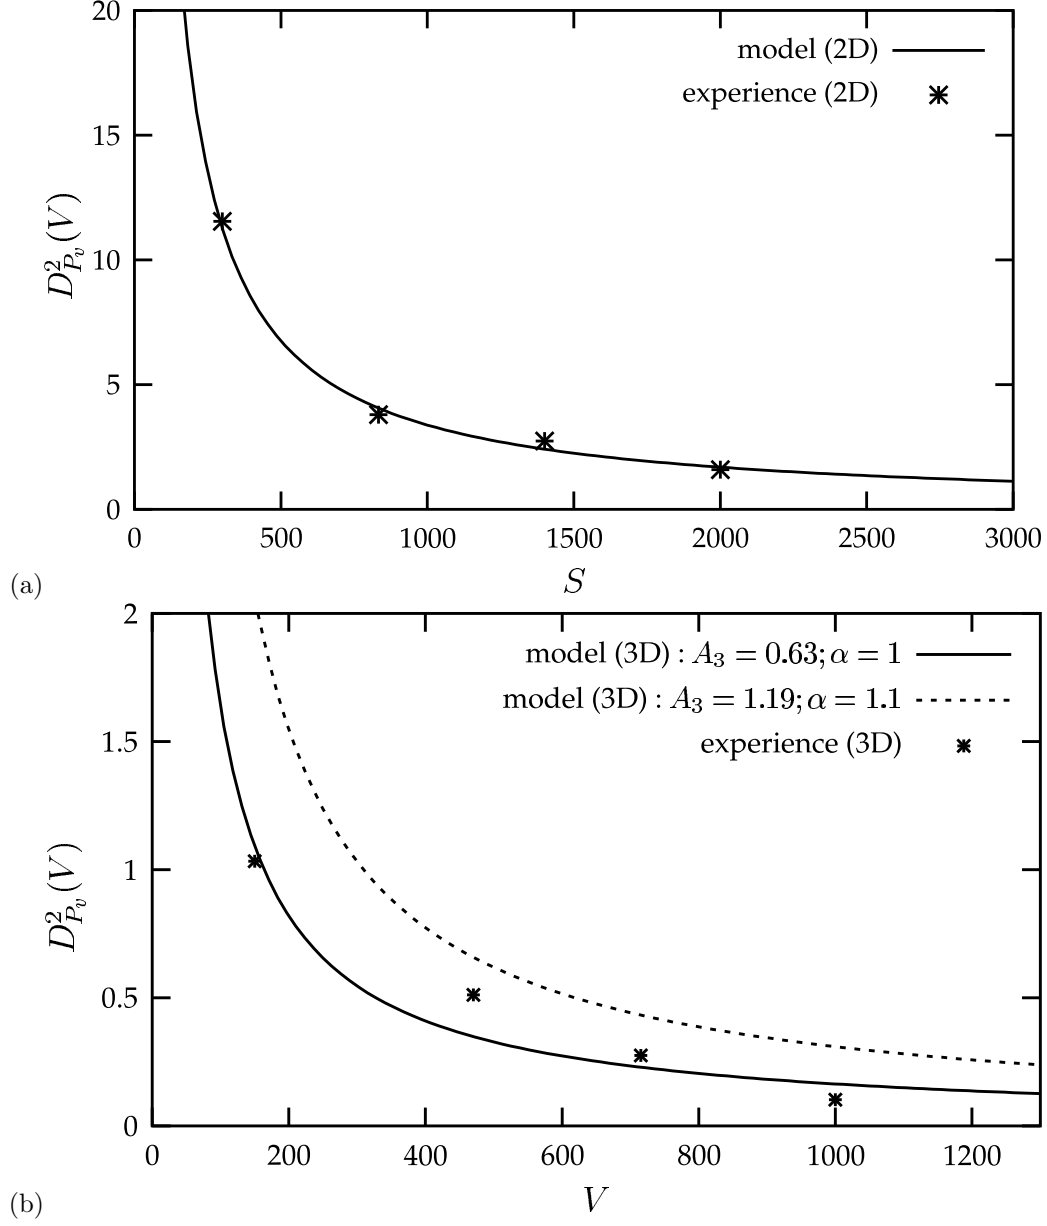 20
model (2D)
experience (2D)
15
10
5
0
D²_{P_v}(V)
0 500 1000 1500 2000 2500 3000
S
(a)
2
model (3D) : A₃ = 0.63; α = 1
model (3D) : A₃ = 1.19; α = 1.1
experience (3D)
1.5
1
0.5
0
D²_{P_v}(V)
0 200 400 600 800 1000 1200
V
(b)